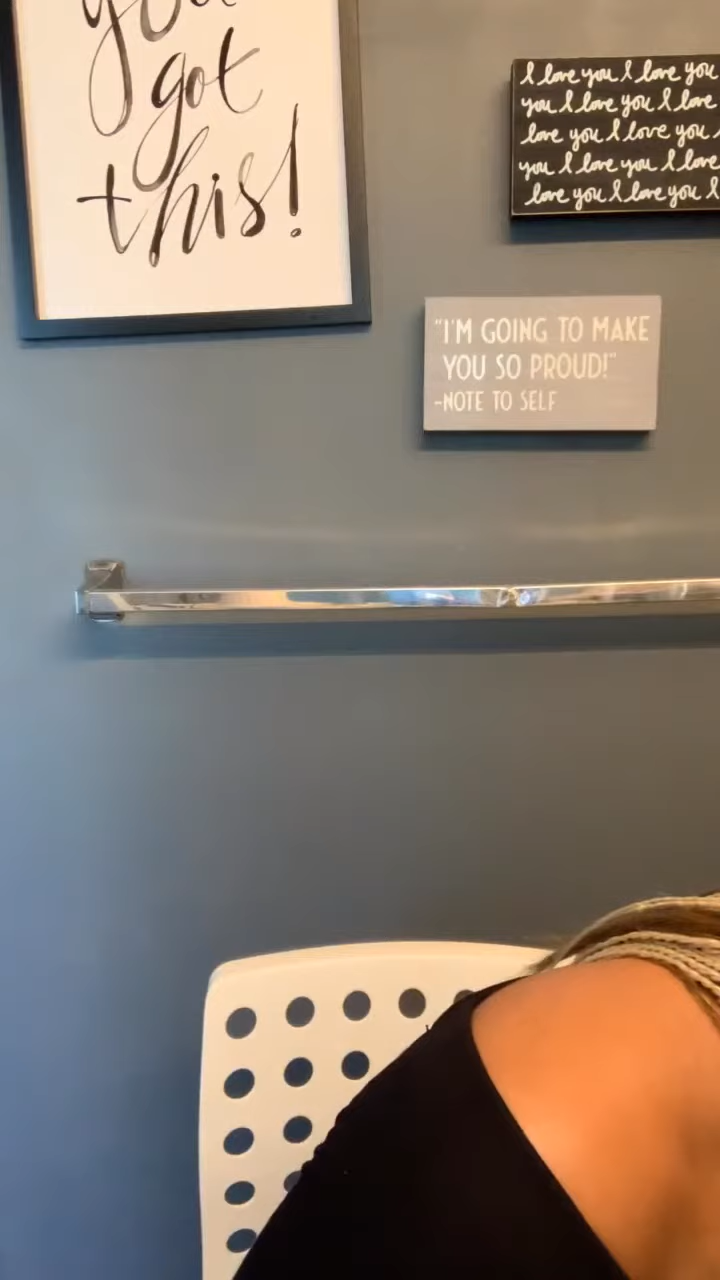 you
got
this!
I love you I love you
you I love you I love
love you I love you
you I love you I love
love you I love you I
"I'M GOING TO MAKE
YOU SO PROUD!"
-NOTE TO SELF